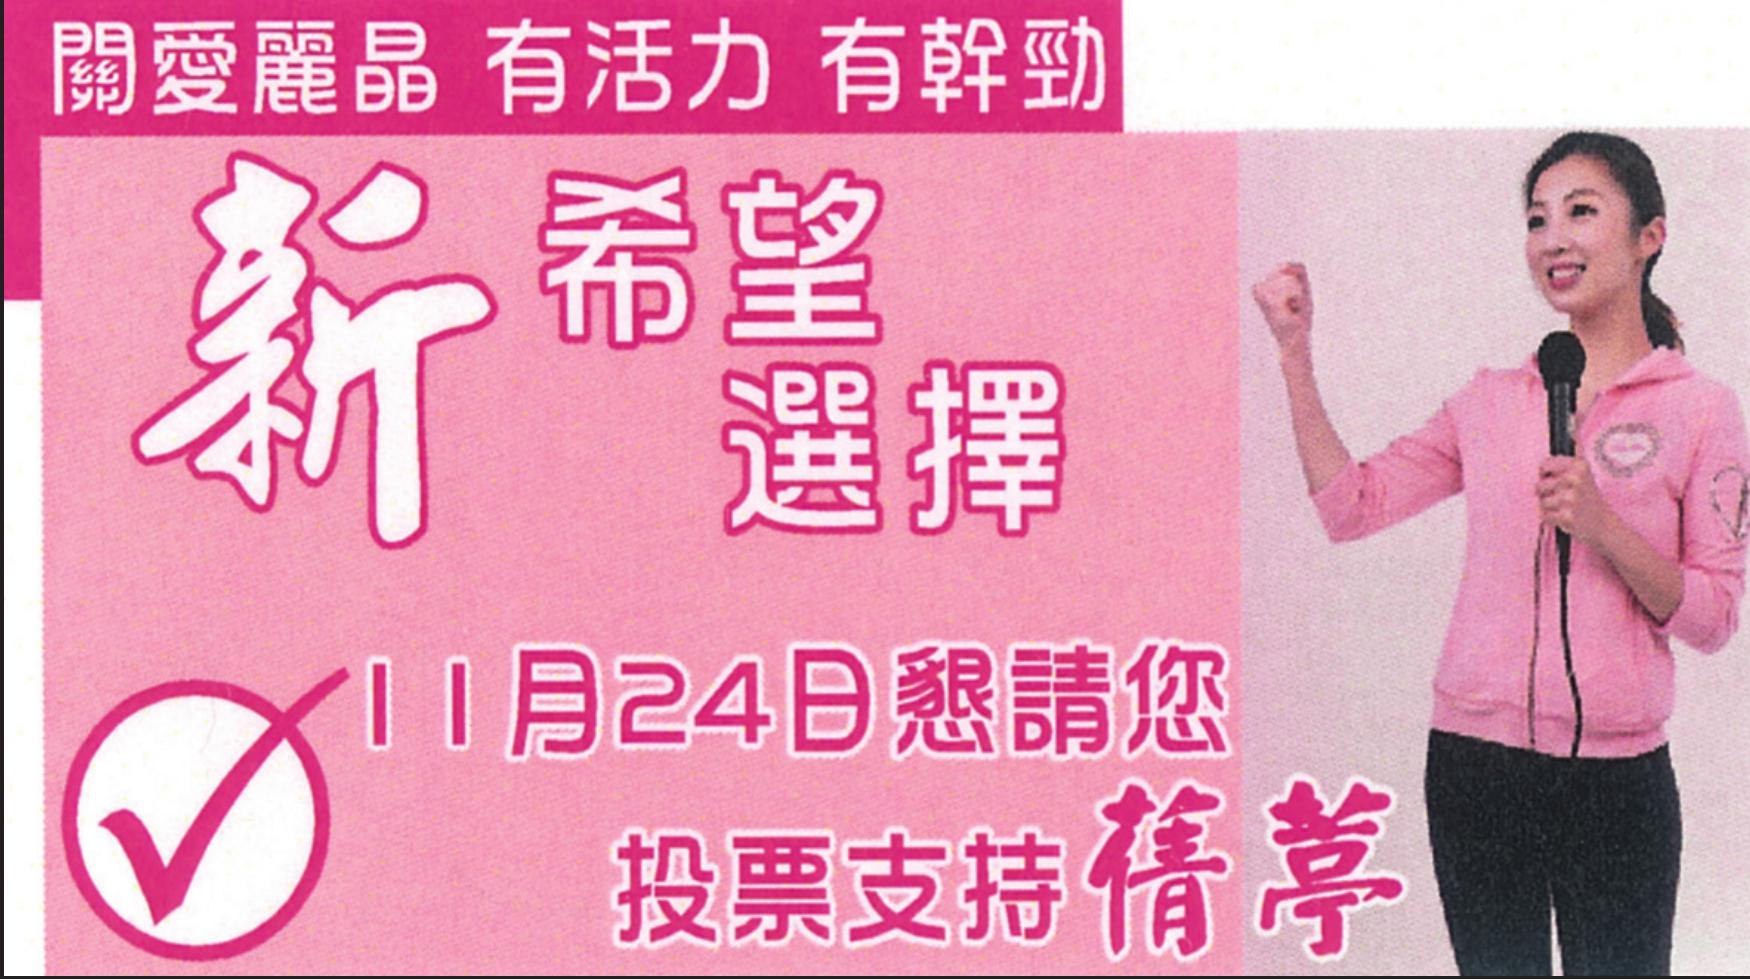 關愛麗晶 有活力 有幹勁
新希望
選擇
11月24日懇請您
投票支持蒨葶